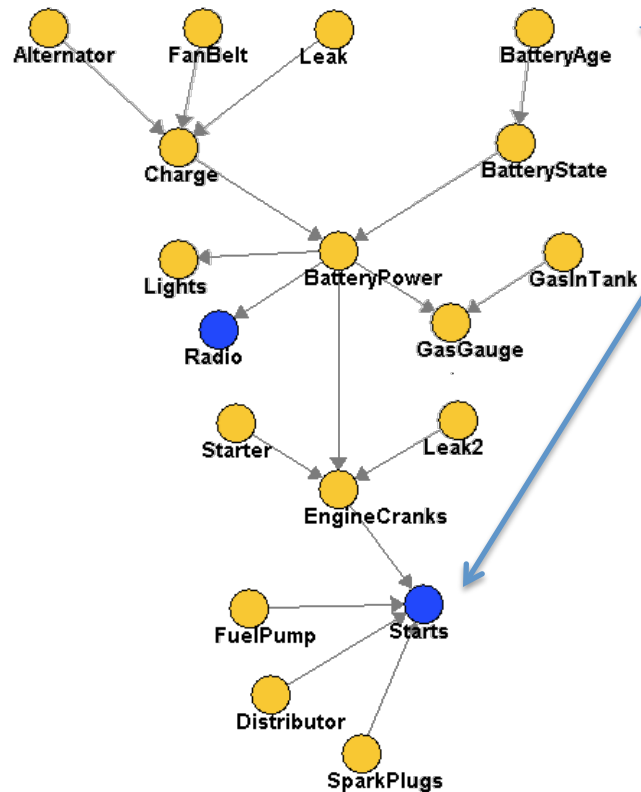 Alternator
FanBelt
Leak
BatteryAge
Charge
BatteryState
BatteryPower
Lights
GasInTank
Radio
GasGauge
Starter
Leak2
EngineCranks
FuelPump
Starts
Distributor
SparkPlugs